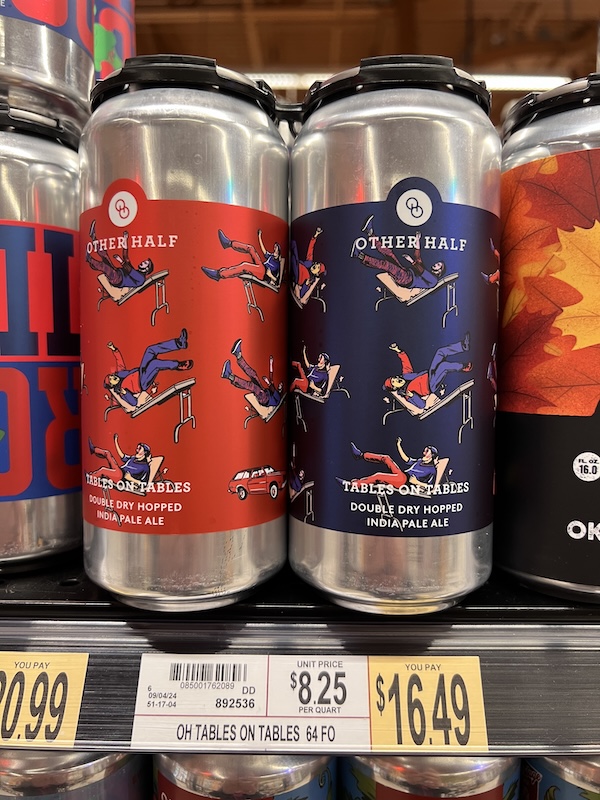 OTHER HALF
TABLES ON TABLES
DOUBLE DRY HOPPED
INDIA PALE ALE
OTHER HALF
TABLES ON TABLES
DOUBLE DRY HOPPED
INDIA PALE ALE
FL. OZ.
16.0
OK
YOU PAY
0.99
6
085001762089
09/04/24
DD
51-17-04
892536
UNIT PRICE
$8.25
PER QUART
OH TABLES ON TABLES 64 FO
YOU PAY
$16.49